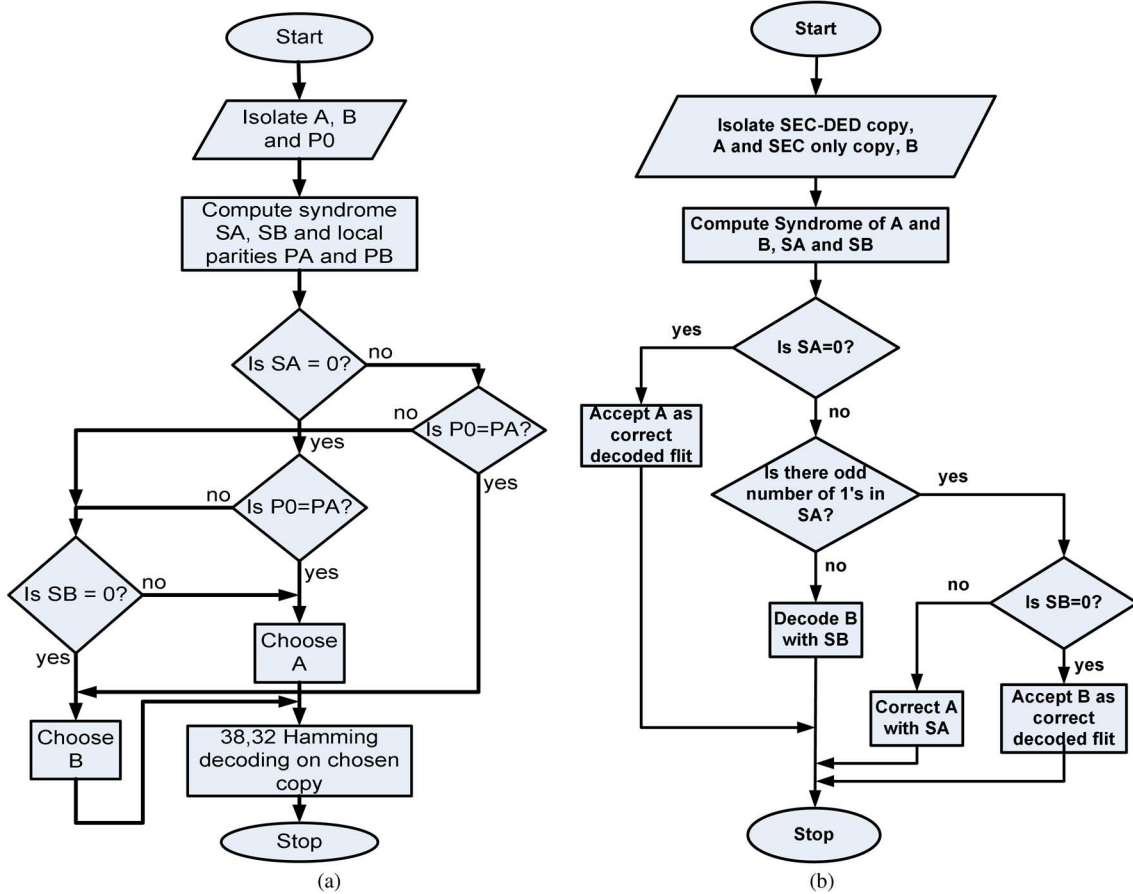 Start
Isolate A, B
and P0
Compute syndrome
SA, SB and local
parities PA and PB
Is SA = 0?
no
yes
Is P0=PA?
no
yes
Is P0=PA?
no
yes
Is SB = 0?
no
yes
Choose
A
Choose
B
38,32 Hamming
decoding on chosen
copy
Stop
(a)
Start
Isolate SEC-DED copy,
A and SEC only copy, B
Compute Syndrome of A and
B, SA and SB
Is SA=0?
yes
no
Accept A as
correct
decoded flit
Is there odd
number of 1's in
SA?
yes
no
Decode B
with SB
Is SB=0?
no
yes
Correct A
with SA
Accept B as
correct
decoded flit
Stop
(b)